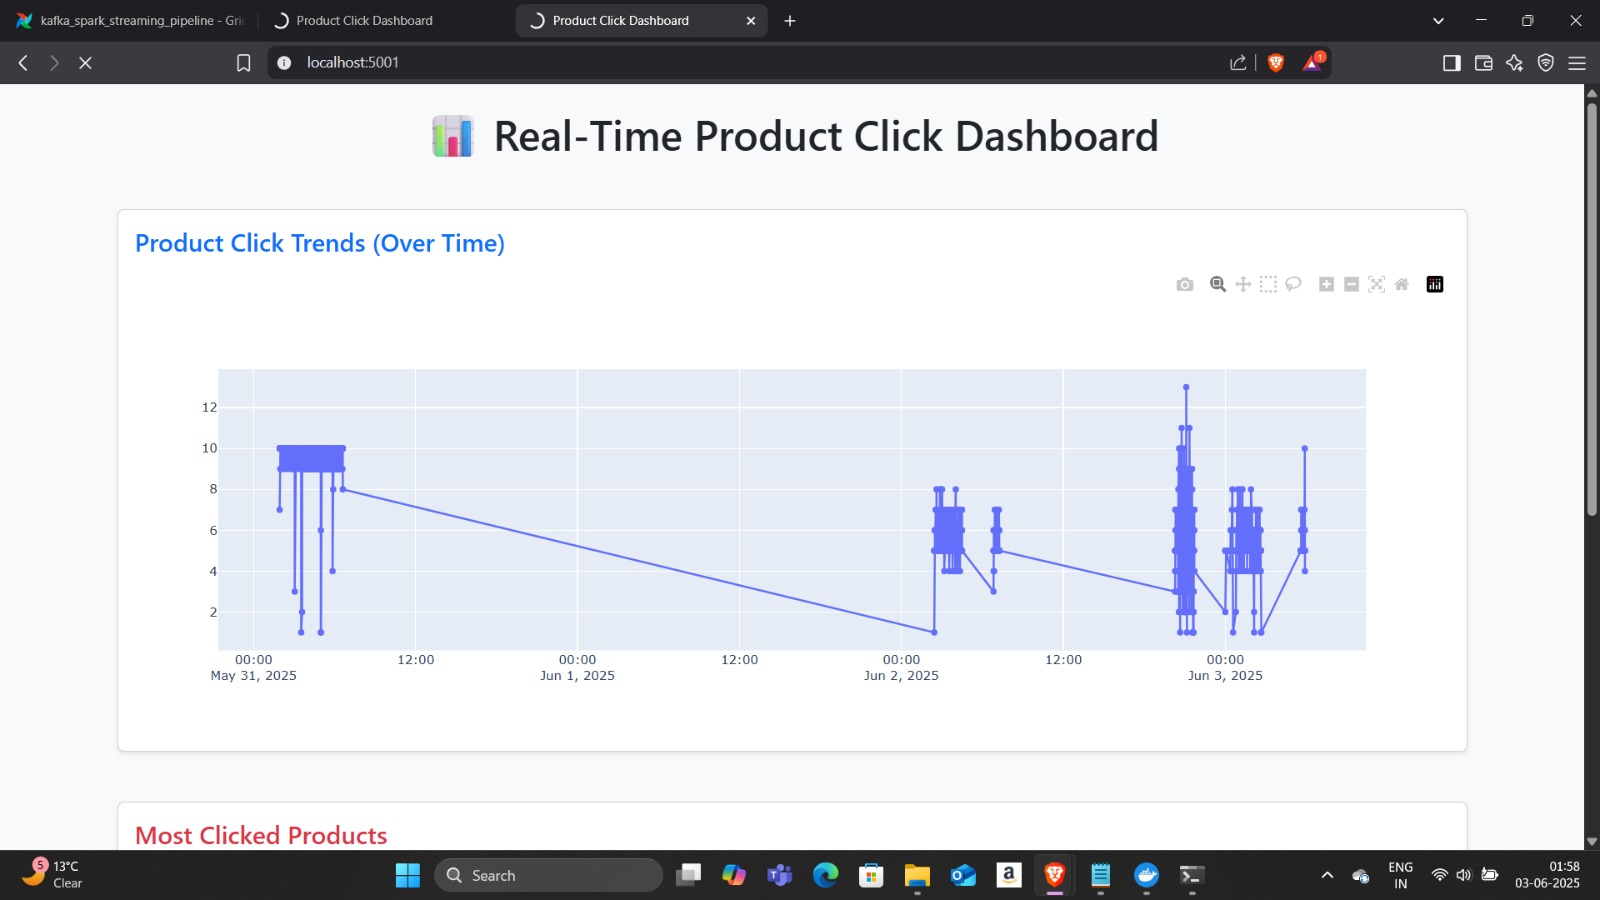 kafka_spark_streaming_pipeline - Gri
Product Click Dashboard
Product Click Dashboard
localhost:5001
1
Real-Time Product Click Dashboard
Product Click Trends (Over Time)
12
10
8
6
4
2
00:00
May 31, 2025
12:00
00:00
Jun 1, 2025
12:00
00:00
Jun 2, 2025
12:00
00:00
Jun 3, 2025
Most Clicked Products
5
13°C
Clear
Search
a
ENG
IN
01:58
03-06-2025